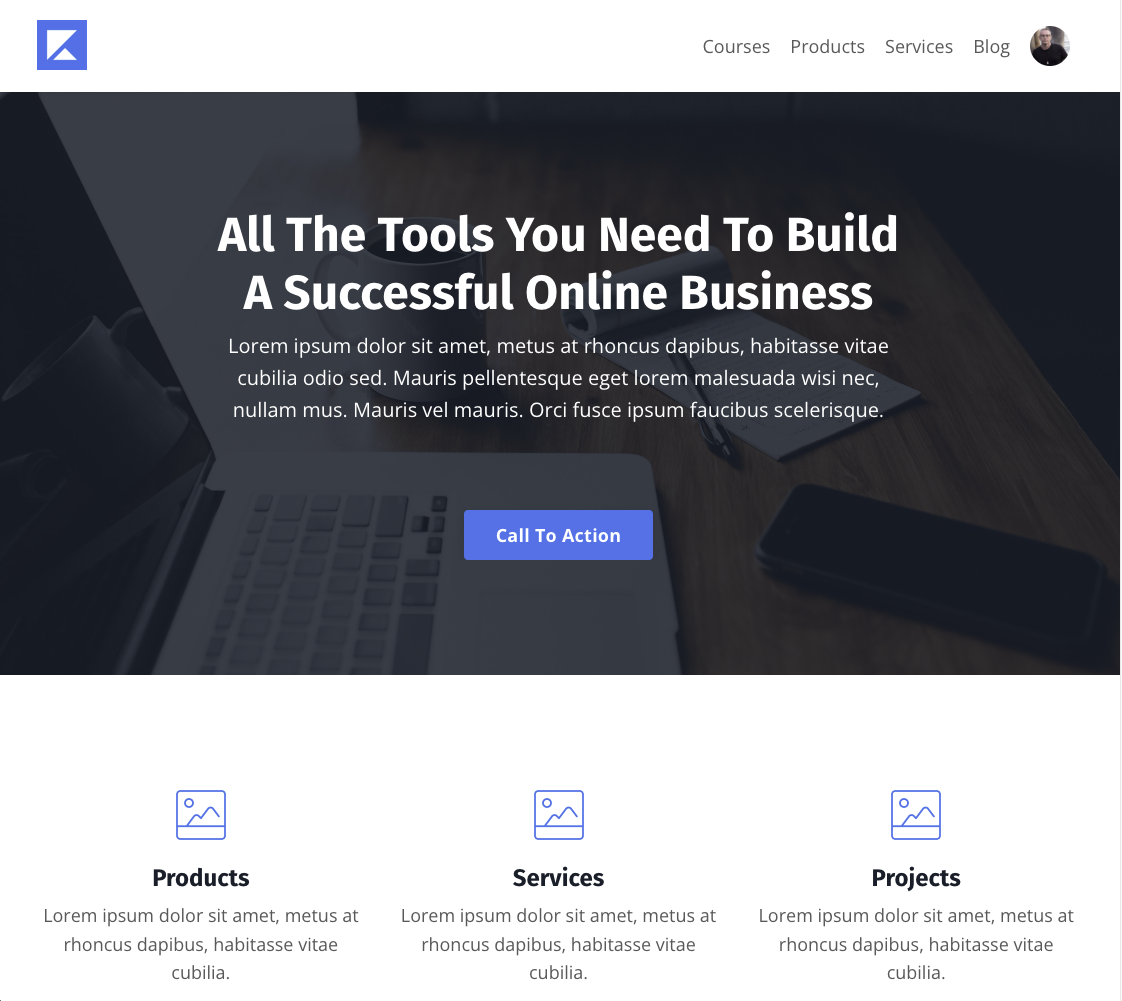 Courses Products Services Blog
All The Tools You Need To Build
A Successful Online Business
Lorem ipsum dolor sit amet, metus at rhoncus dapibus, habitasse vitae
cubilia odio sed. Mauris pellentesque eget lorem malesuada wisi nec,
nullam mus. Mauris vel mauris. Orci fusce ipsum faucibus scelerisque.
Call To Action
Products
Lorem ipsum dolor sit amet, metus at
rhoncus dapibus, habitasse vitae
cubilia.
Services
Lorem ipsum dolor sit amet, metus at
rhoncus dapibus, habitasse vitae
cubilia.
Projects
Lorem ipsum dolor sit amet, metus at
rhoncus dapibus, habitasse vitae
cubilia.